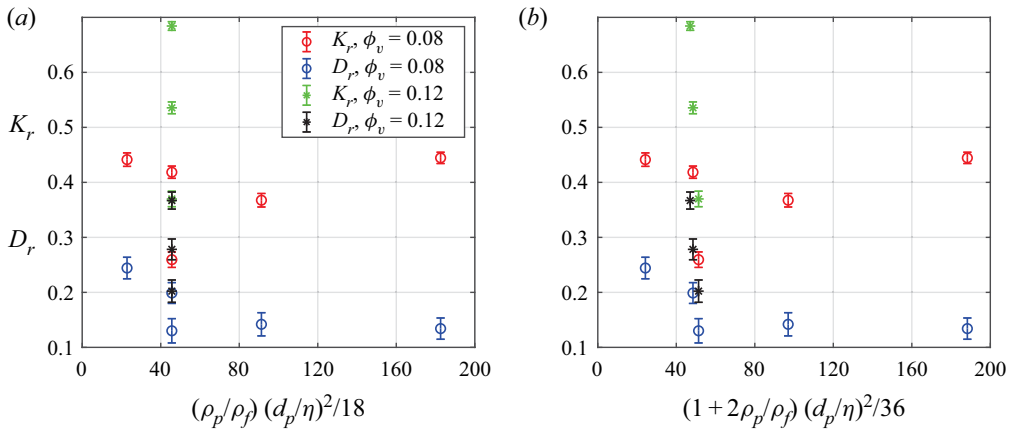 (a)
K_r, ϕ_v = 0.08
D_r, ϕ_v = 0.08
K_r, ϕ_v = 0.12
D_r, ϕ_v = 0.12
0.6
0.5
K_r
0.4
0.3
D_r
0.2
0.1
0 40 80 120 160 200
(ρ_p/ρ_f) (d_p/η)²/18
(b)
0.6
0.5
0.4
0.3
0.2
0.1
0 40 80 120 160 200
(1 + 2ρ_p/ρ_f) (d_p/η)²/36